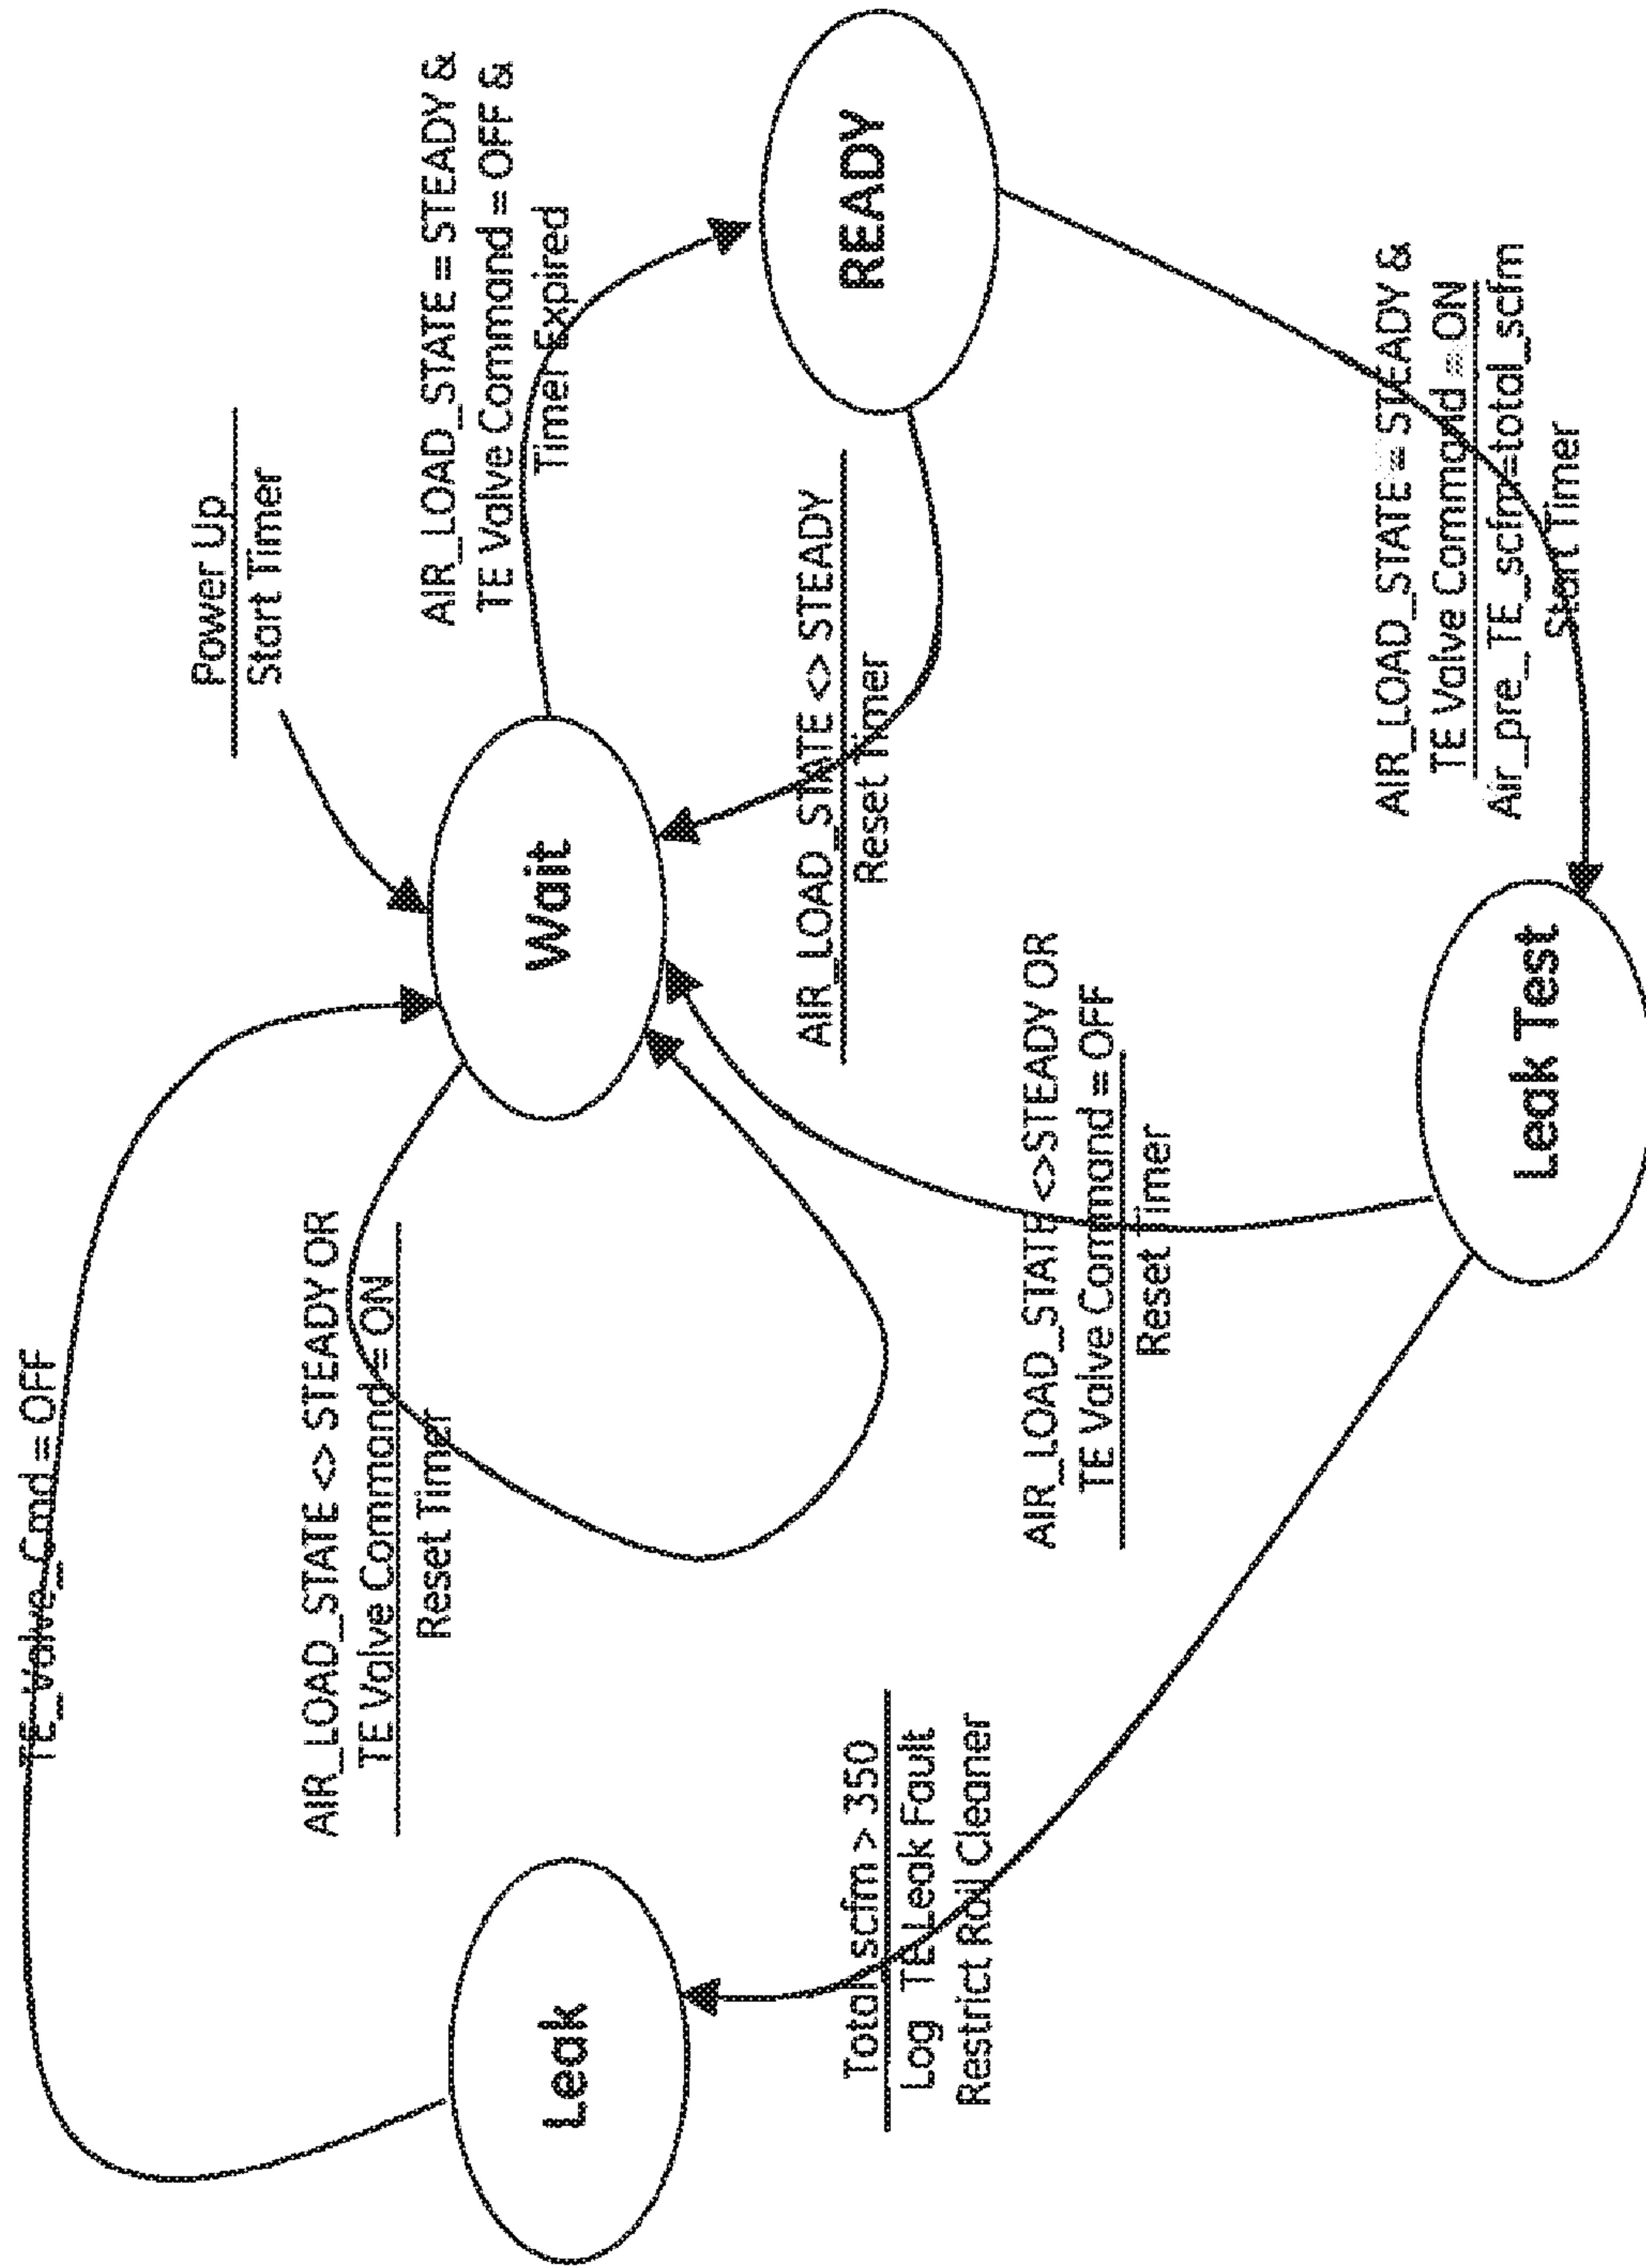 TE_Valve_Cmd = OFF
Power Up
Start Timer
AIR_LOAD_STATE <> STEADY OR
TE Valve Command = ON
Reset Timer
AIR_LOAD_STATE = STEADY &
TE Valve Command = OFF &
Timer Expired
Leak
Wait
READY
Total scfm > 350
Log TE Leak Fault
Restrict Rail Cleaner
AIR_LOAD_STATE <> STEADY
Reset Timer
AIR_LOAD_STATE <>STEADY OR
TE Valve Command = OFF
Reset Timer
AIR_LOAD_STATE = STEADY &
TE Valve Command = ON
Air_pre_TE_scfm=total_scfm
Start Timer
Leak Test